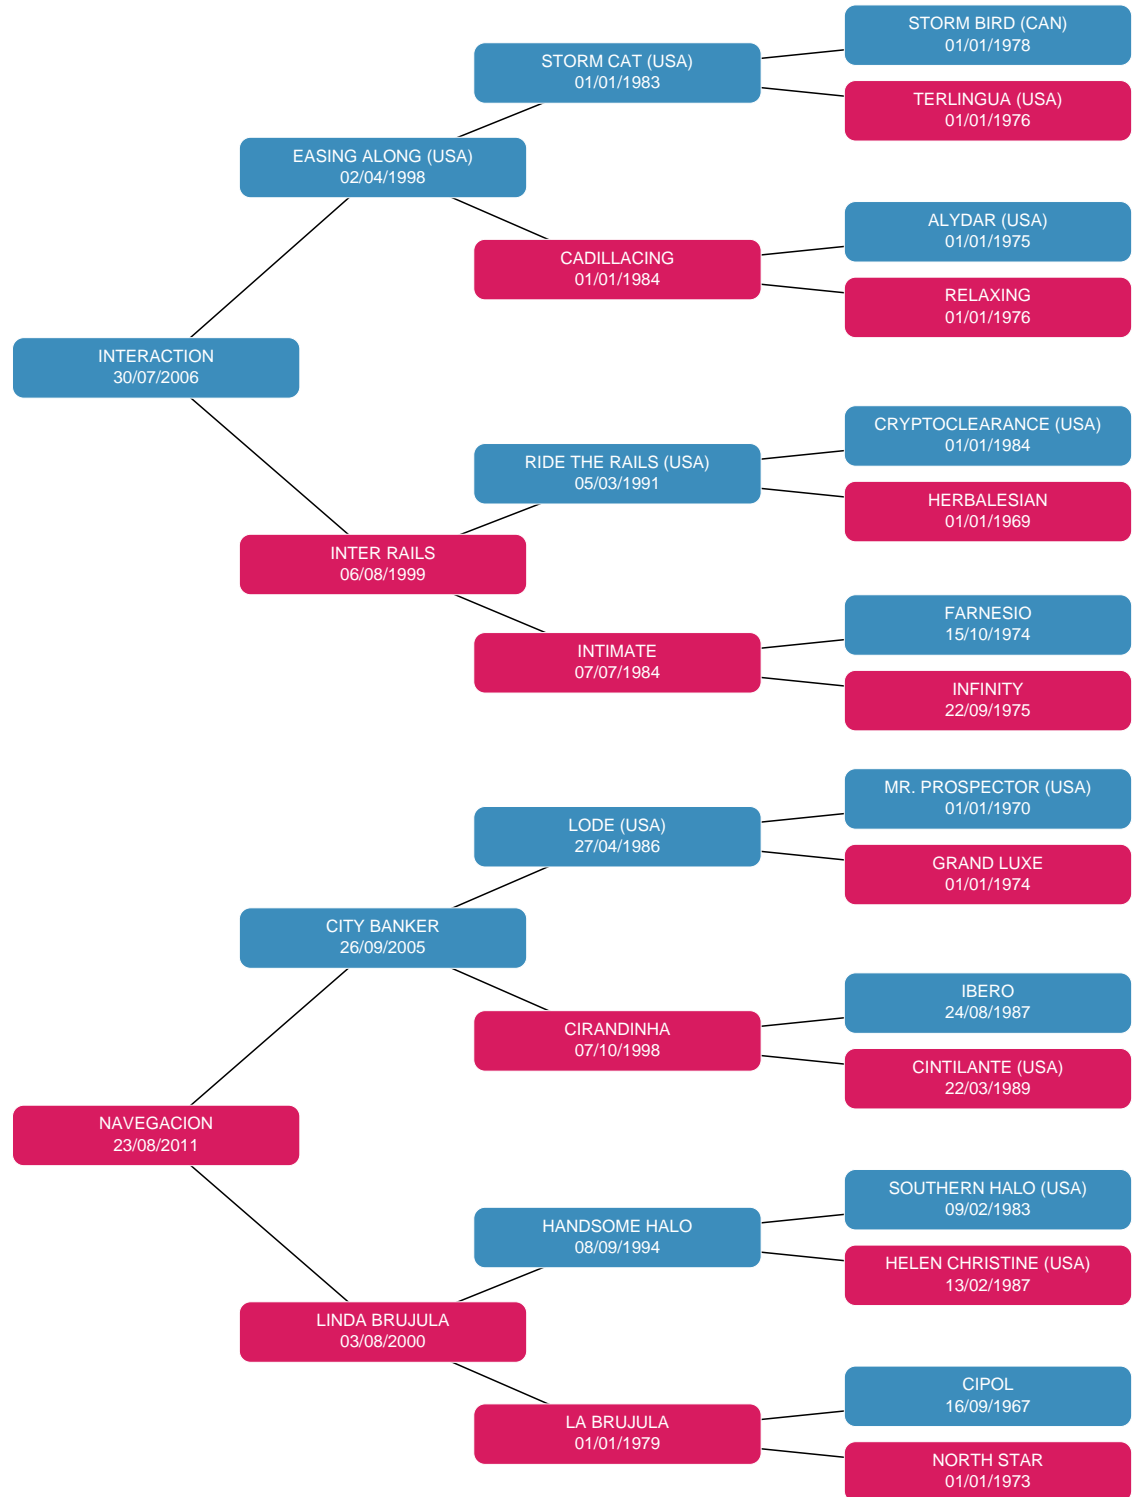 STORM BIRD (CAN)
01/01/1978
STORM CAT (USA)
01/01/1983
TERLINGUA (USA)
01/01/1976
EASING ALONG (USA)
02/04/1998
ALYDAR (USA)
01/01/1975
CADILLACING
01/01/1984
RELAXING
01/01/1976
INTERACTION
30/07/2006
CRYPTOCLEARANCE (USA)
01/01/1984
RIDE THE RAILS (USA)
05/03/1991
HERBALESIAN
01/01/1969
INTER RAILS
06/08/1999
FARNESIO
15/10/1974
INTIMATE
07/07/1984
INFINITY
22/09/1975
MR. PROSPECTOR (USA)
01/01/1970
LODE (USA)
27/04/1986
GRAND LUXE
01/01/1974
CITY BANKER
26/09/2005
IBERO
24/08/1987
CIRANDINHA
07/10/1998
CINTILANTE (USA)
22/03/1989
NAVEGACION
23/08/2011
SOUTHERN HALO (USA)
09/02/1983
HANDSOME HALO
08/09/1994
HELEN CHRISTINE (USA)
13/02/1987
LINDA BRUJULA
03/08/2000
CIPOL
16/09/1967
LA BRUJULA
01/01/1979
NORTH STAR
01/01/1973